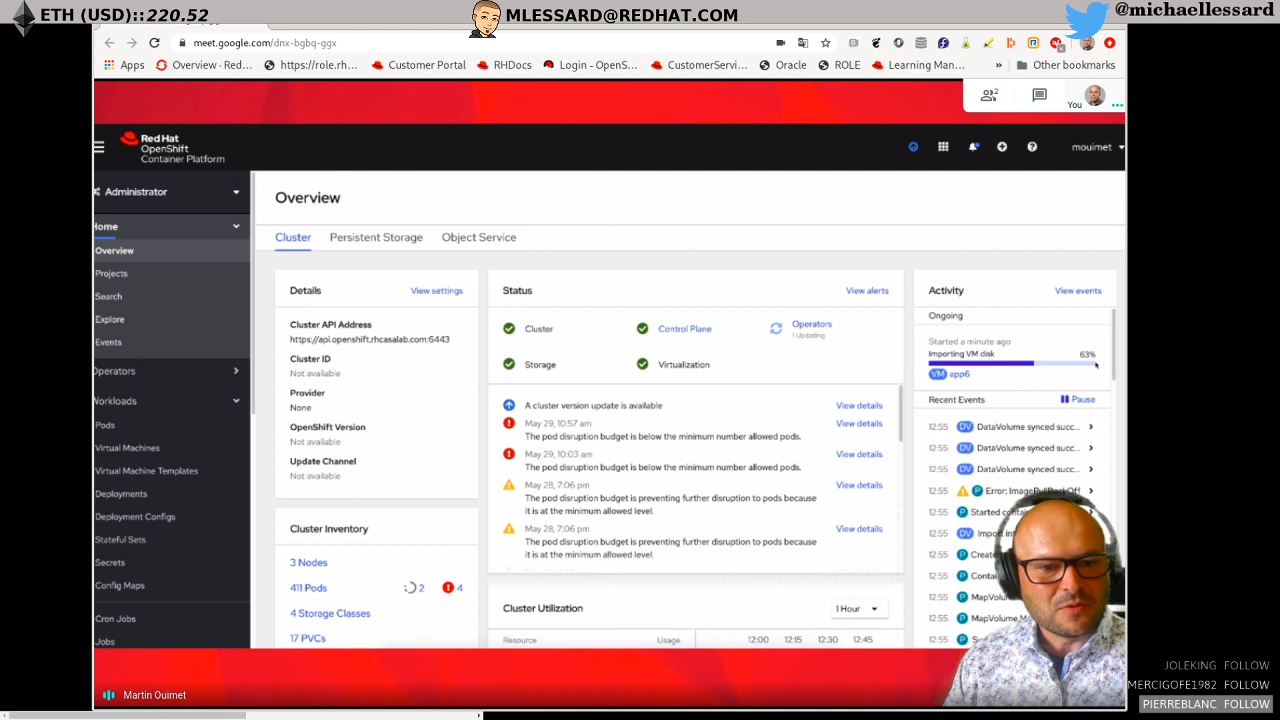 ETH (USD)::220.52
MLESSARD@REDHAT.COM
@michaellessard
meet.google.com/dnx-bgbq-ggx
Apps
Overview · Red...
https://role.rh...
Customer Portal
RHDocs
Login - OpenS...
CustomerServi...
Oracle
ROLE
Learning Man...
»
Other bookmarks
2
You
Red Hat
OpenShift
Container Platform
mouimet
Administrator
Home
Overview
Projects
Search
Explore
Events
Operators
Workloads
Pods
Virtual Machines
Virtual Machine Templates
Deployments
Deployment Configs
Stateful Sets
Secrets
Config Maps
Cron Jobs
Jobs
Overview
Cluster
Persistent Storage
Object Service
Details
View settings
Cluster API Address
https://api.openshift.rhcasalab.com:6443
Cluster ID
Not available
Provider
None
OpenShift Version
Not available
Update Channel
Not available
Cluster Inventory
3 Nodes
411 Pods
2
4
4 Storage Classes
17 PVCs
Status
View alerts
Cluster
Control Plane
Operators
1 Updating
Storage
Virtualization
A cluster version update is available
View details
May 29, 10:57 am
View details
The pod disruption budget is below the minimum number allowed pods.
May 29, 10:03 am
View details
The pod disruption budget is below the minimum number allowed pods.
May 28, 7:06 pm
View details
The pod disruption budget is preventing further disruption to pods because
it is at the minimum allowed level.
May 28, 7:06 pm
View details
The pod disruption budget is preventing further disruption to pods because
it is at the minimum allowed level.
Cluster Utilization
1 Hour
Resource
Usage
12:00
12:15
12:30
12:45
Activity
View events
Ongoing
Started a minute ago
Importing VM disk
63%
VM app6
Recent Events
Pause
12:55 DV DataVolume synced succ...
12:55 DV DataVolume synced succ...
12:55 DV DataVolume synced succ...
12:55 P Error: ImagePullBackOff
12:55 P Started contai
12:55 DV Import in
12:55 P Create
12:55 P Conta
12:55 P MapVolu
12:55 P MapVolume.M
12:55 P
Martin Ouimet
JOLEKING FOLLOW
MERCIGOFE1982 FOLLOW
PIERREBLANC FOLLOW